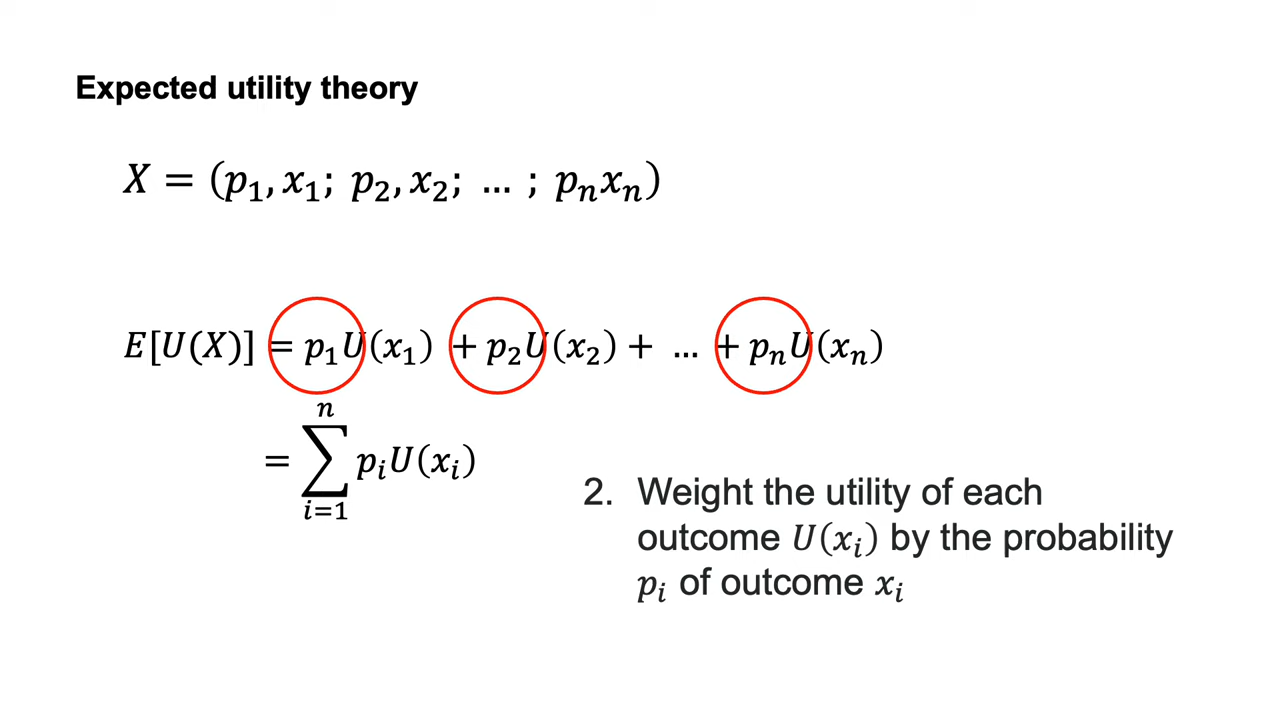 Expected utility theory
𝑋 = (𝑝₁, 𝑥₁; 𝑝₂, 𝑥₂; … ; 𝑝ₙ𝑥ₙ)
𝐸[𝑈(𝑋)] = 𝑝₁𝑈(𝑥₁) + 𝑝₂𝑈(𝑥₂) + … + 𝑝ₙ𝑈(𝑥ₙ)
= ∑ᵢ₌₁ⁿ 𝑝ᵢ𝑈(𝑥ᵢ)
2. Weight the utility of each
outcome 𝑈(𝑥ᵢ) by the probability
𝑝ᵢ of outcome 𝑥ᵢ